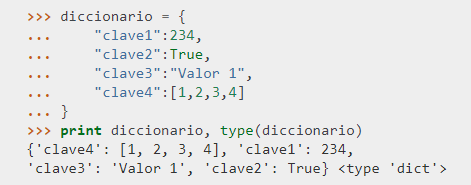 >>> diccionario = {
...     "clave1":234,
...     "clave2":True,
...     "clave3":"Valor 1",
...     "clave4":[1,2,3,4]
... }
>>> print diccionario, type(diccionario)
{'clave4': [1, 2, 3, 4], 'clave1': 234,
'clave3': 'Valor 1', 'clave2': True} <type 'dict'>